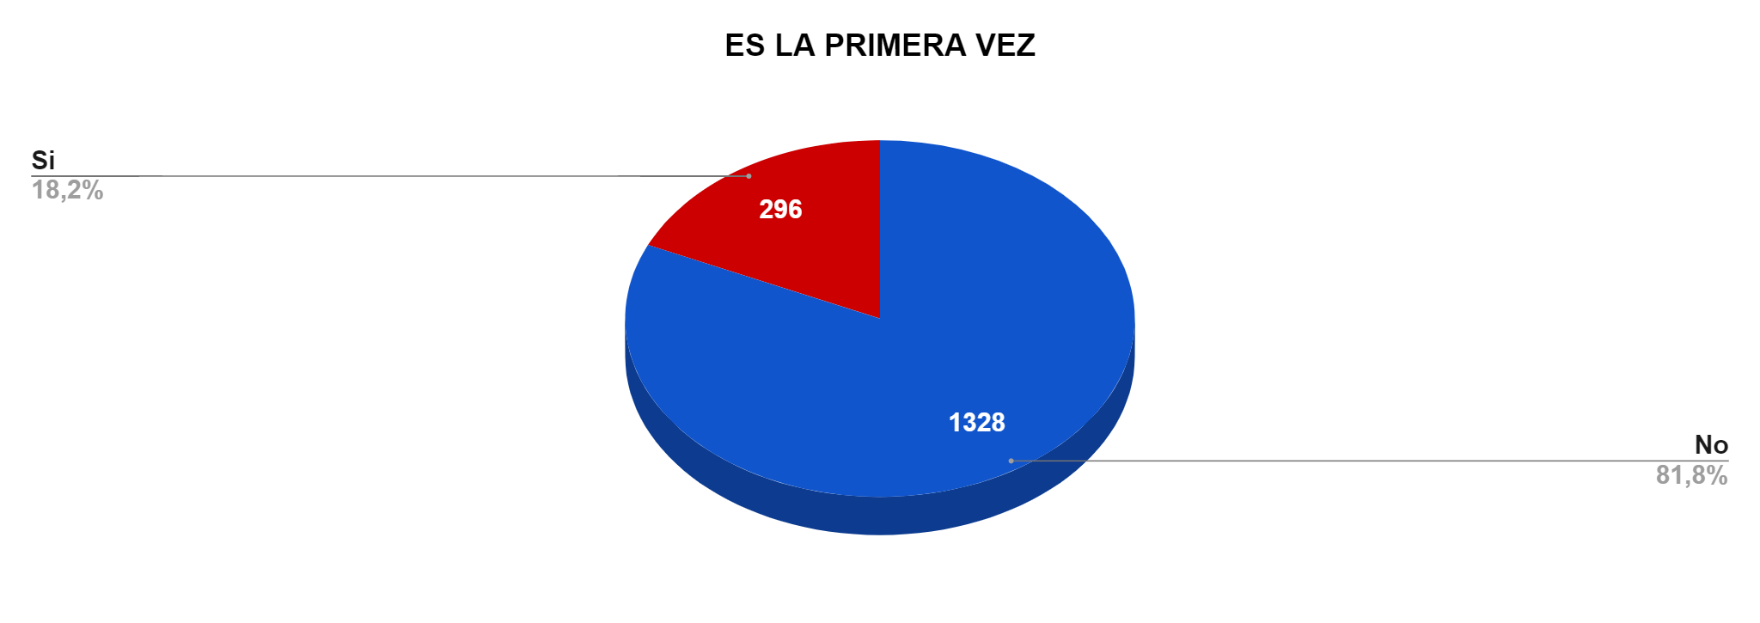 ES LA PRIMERA VEZ
Si
18,2%
296
1328
No
81,8%